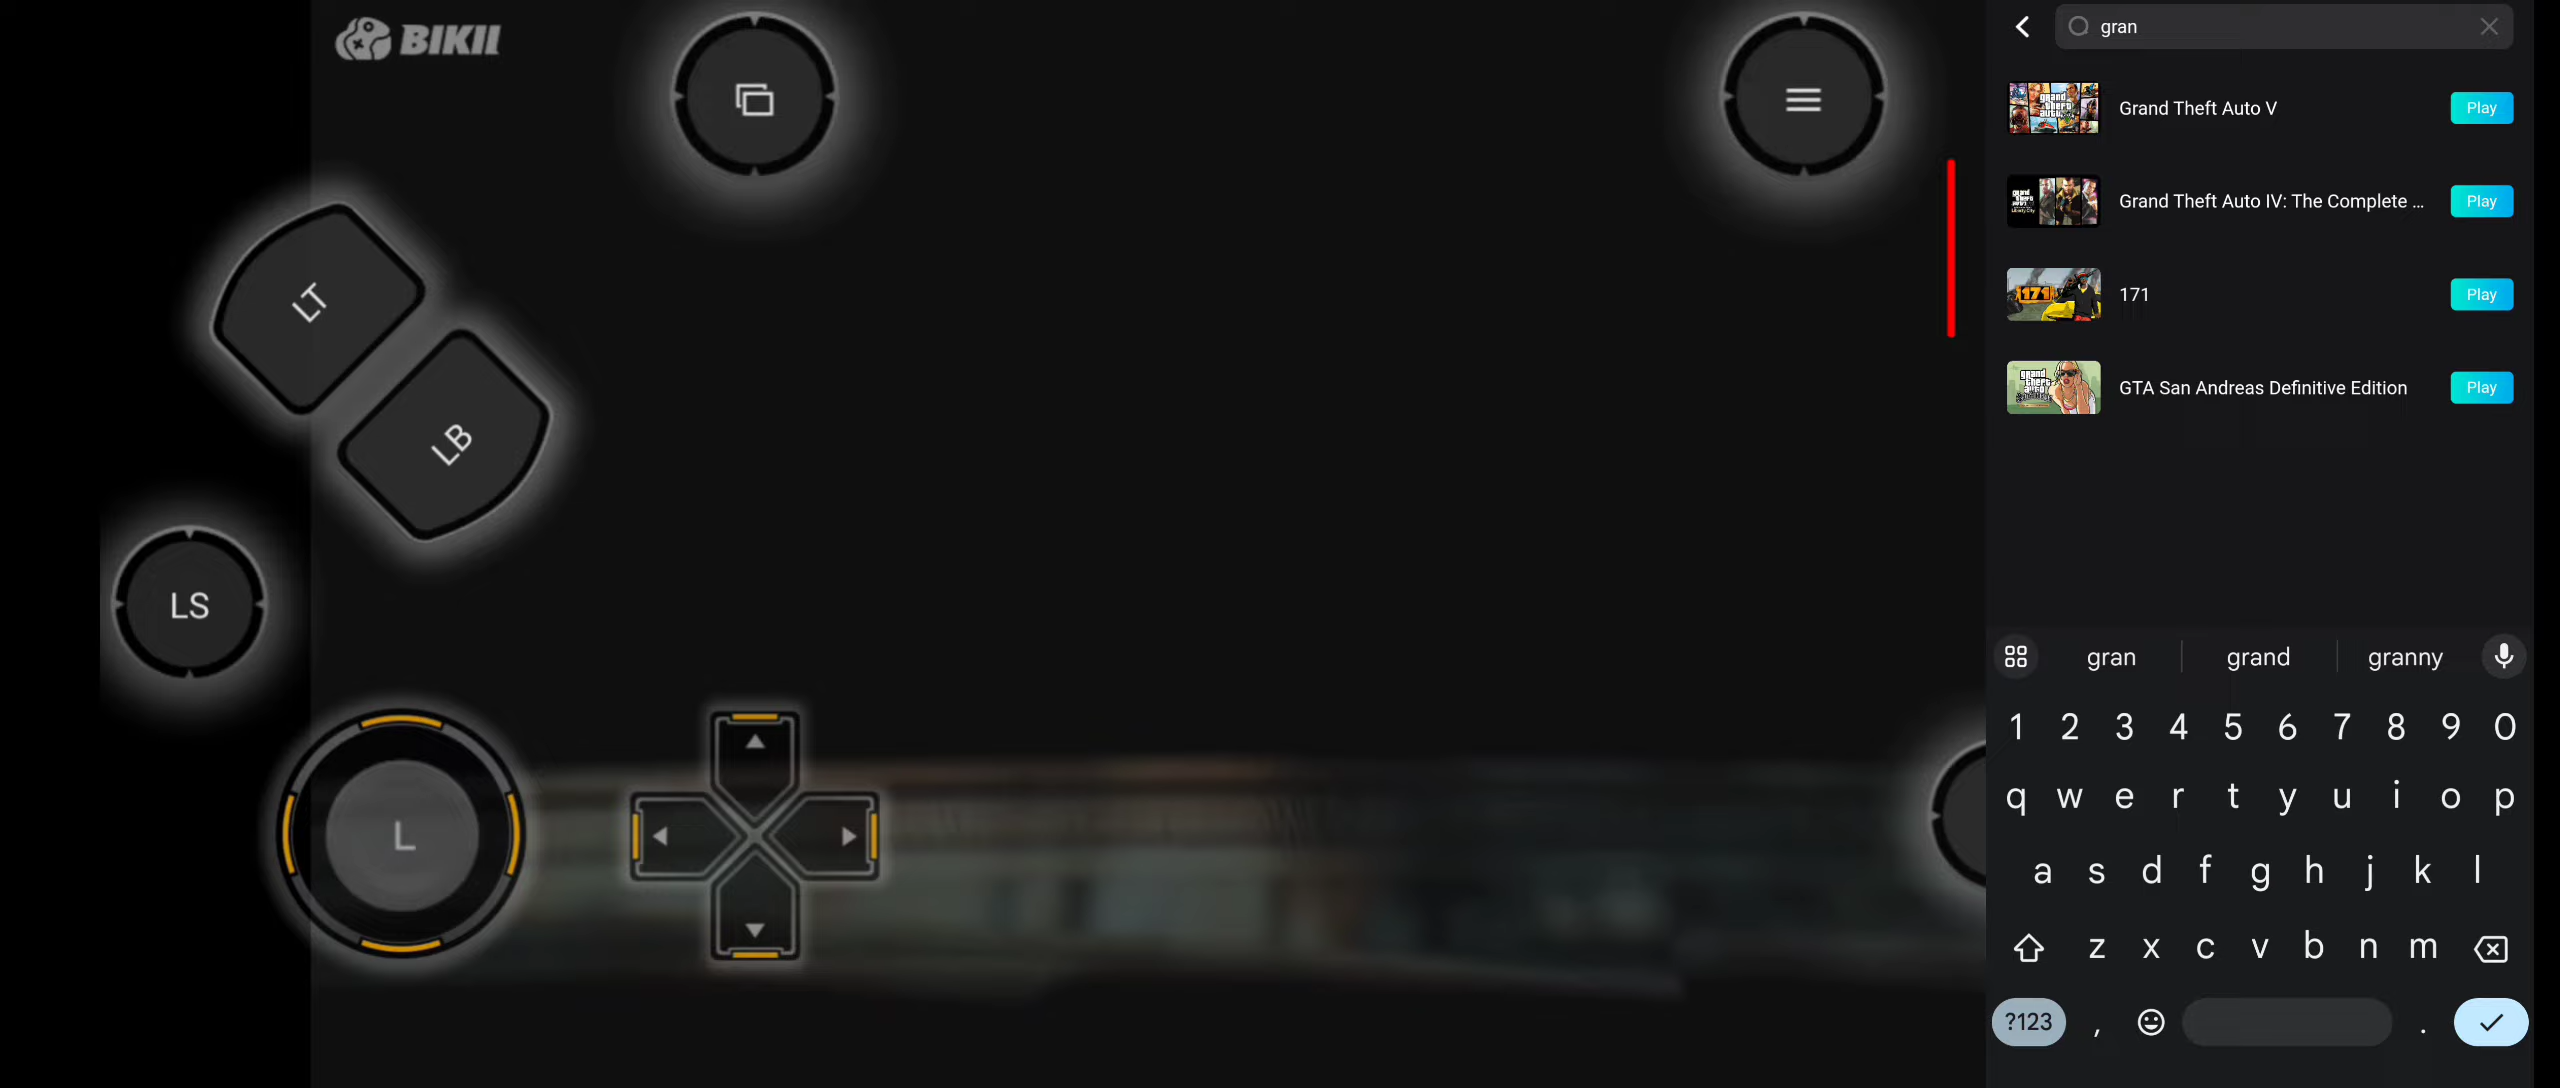 BIKII
LT
LB
LS
L
gran
Grand Theft Auto V
Play
Grand Theft Auto IV: The Complete ...
Play
171
Play
GTA San Andreas Definitive Edition
Play
gran grand granny
1 2 3 4 5 6 7 8 9 0
q w e r t y u i o p
a s d f g h j k l
z x c v b n m
?123 , .